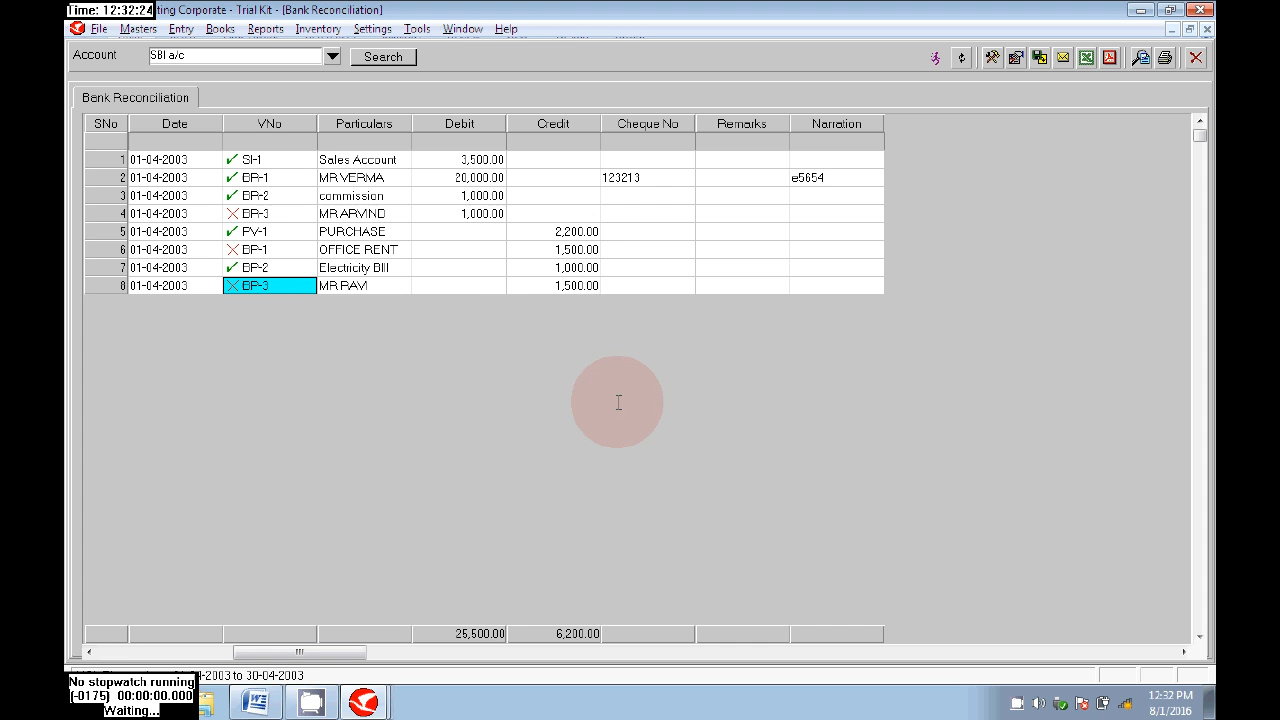 Time: 12:32:24 ting Corporate - Trial Kit - [Bank Reconciliation]
File Masters Entry Books Reports Inventory Settings Tools Window Help
Account SBI a/c Search
Bank Reconciliation
SNo Date VNo Particulars Debit Credit Cheque No Remarks Narration
1 01-04-2003 SI-1 Sales Account 3,500.00
2 01-04-2003 BR-1 MR.VERMA 20,000.00 123213 e5654
3 01-04-2003 BR-2 commission 1,000.00
4 01-04-2003 BR-3 MR.ARVIND 1,000.00
5 01-04-2003 PV-1 PURCHASE 2,200.00
6 01-04-2003 BP-1 OFFICE RENT 1,500.00
7 01-04-2003 BP-2 Electricity Bill 1,000.00
8 01-04-2003 BP-3 MR.RAVI 1,500.00
25,500.00 6,200.00
-2003 to 30-04-2003
No stopwatch running
(-0175) 00:00:00.000
Waiting...
12:32 PM
8/1/2016